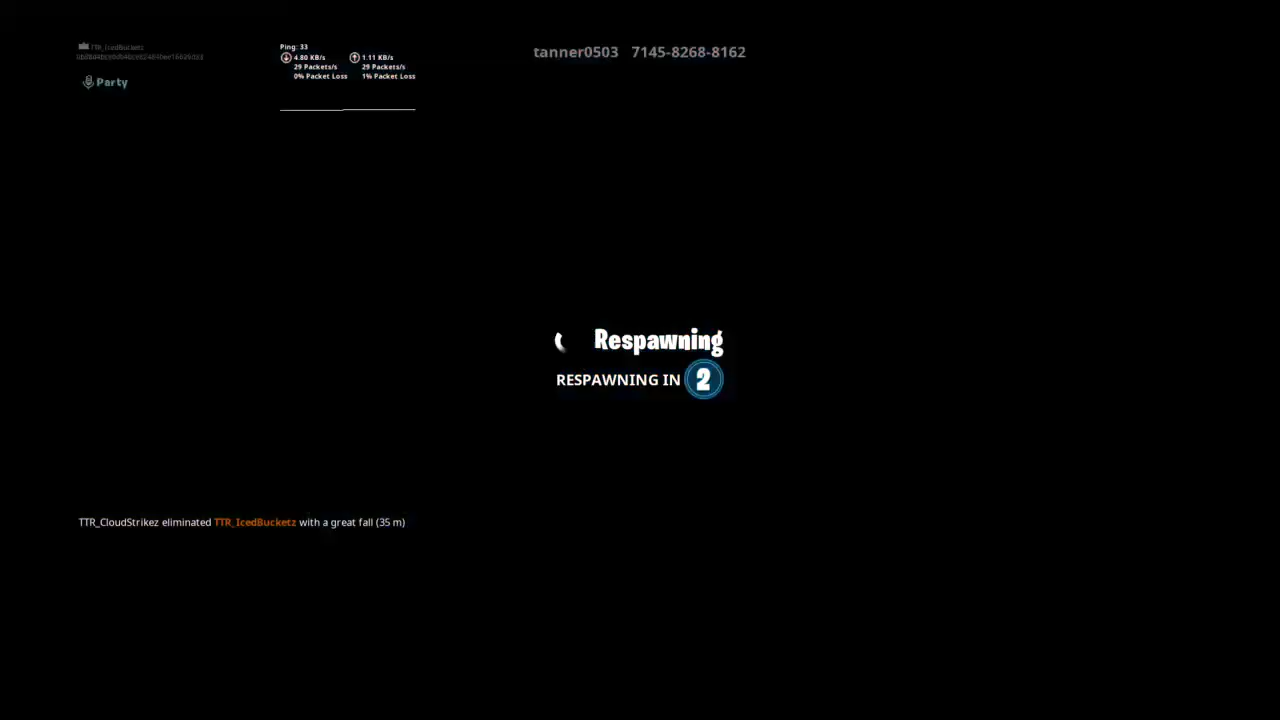 TTR_IcedBucketz
Party
Ping: 33
4.80 KB/s 1.11 KB/s
29 Packets/s 29 Packets/s
0% Packet Loss 1% Packet Loss
tanner0503 7145-8268-8162
Respawning
RESPAWNING IN 2
TTR_CloudStrikez eliminated TTR_IcedBucketz with a great fall (35 m)